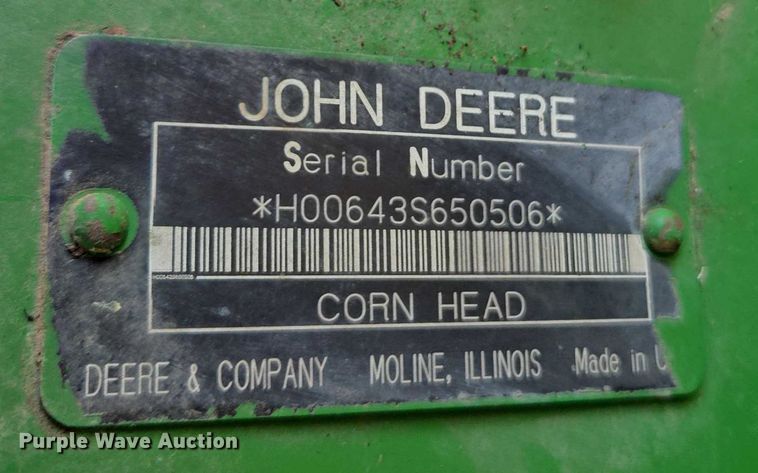 JOHN DEERE
Serial Number
*H00643S650506*
CORN HEAD
DEERE & COMPANY MOLINE, ILLINOIS Made in U
Purple Wave Auction